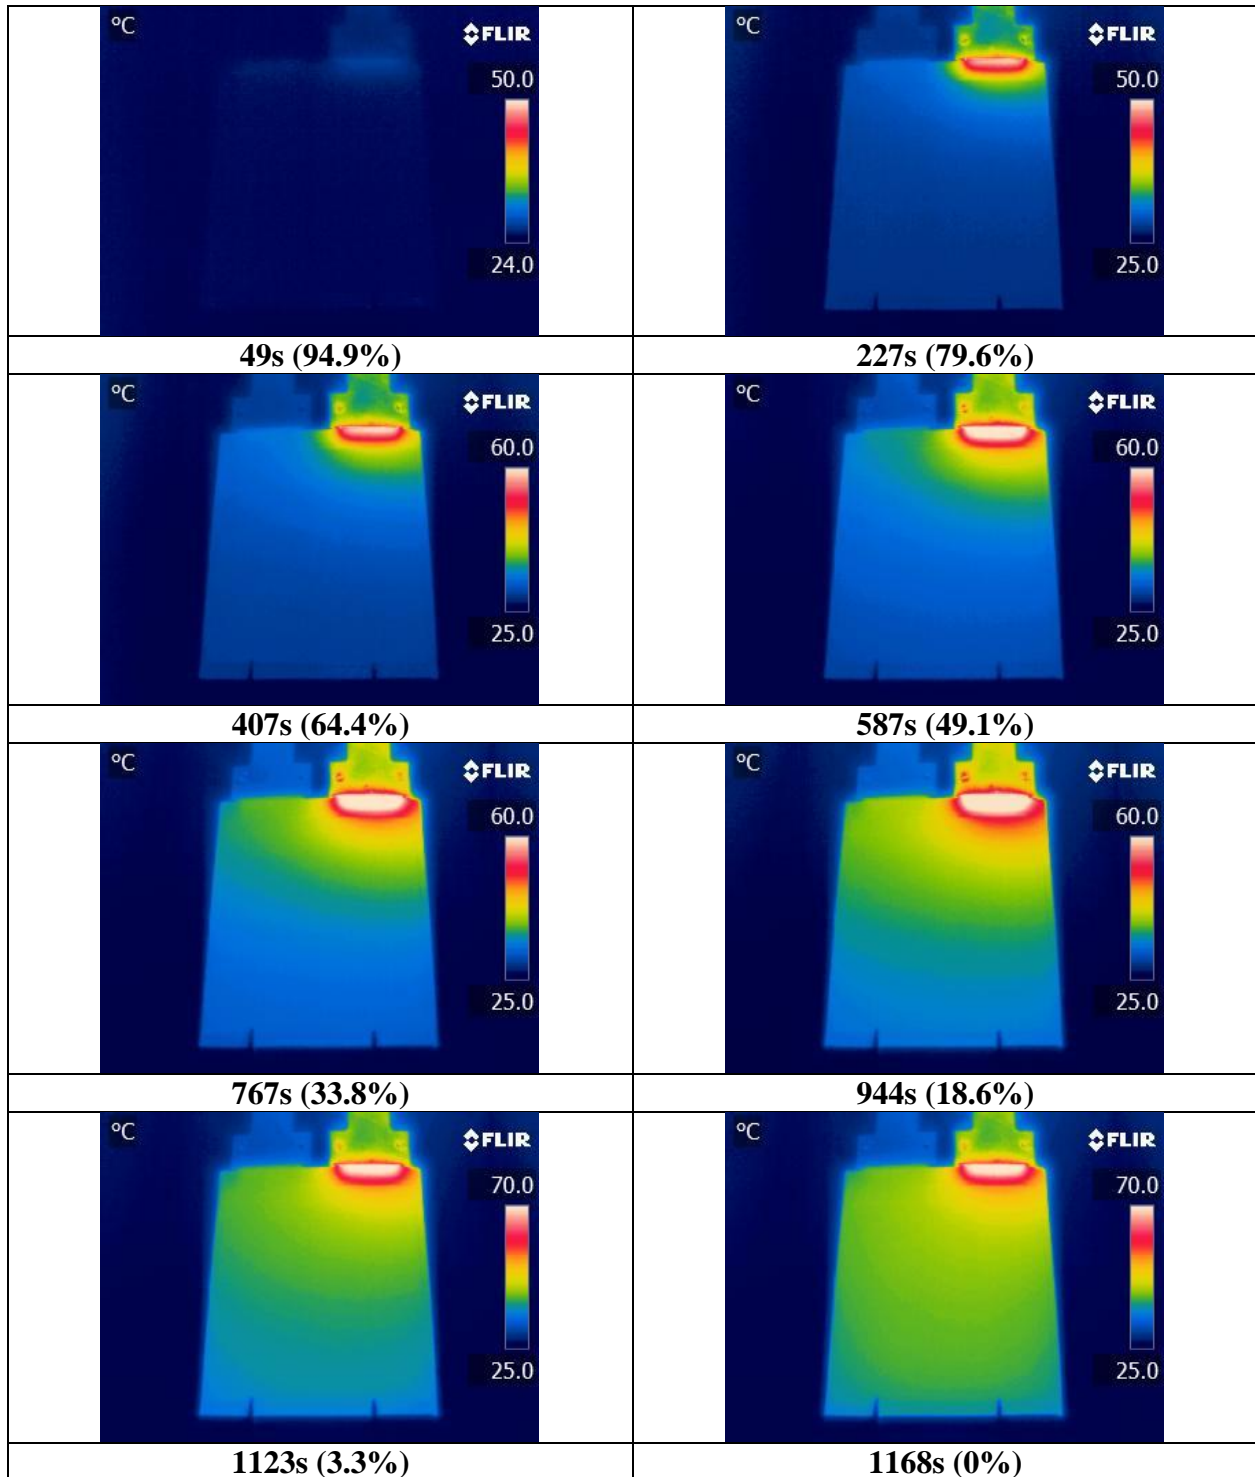 °C
FLIR
50.0
24.0
49s (94.9%)
°C
FLIR
50.0
25.0
227s (79.6%)
°C
FLIR
60.0
25.0
407s (64.4%)
°C
FLIR
60.0
25.0
587s (49.1%)
°C
FLIR
60.0
25.0
767s (33.8%)
°C
FLIR
60.0
25.0
944s (18.6%)
°C
FLIR
70.0
25.0
1123s (3.3%)
°C
FLIR
70.0
25.0
1168s (0%)